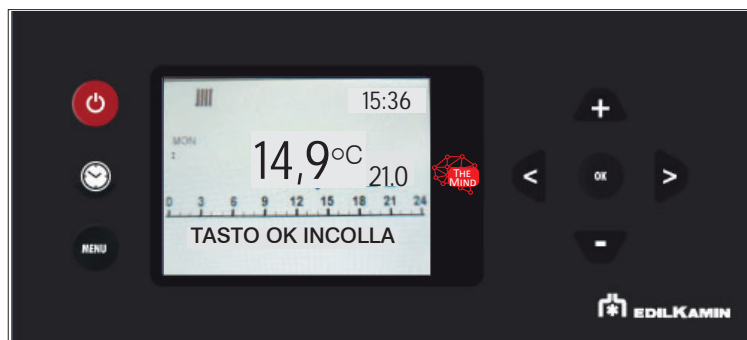 15:36
MON
14,9°C
21.0
THE
MIND
0 3 6 9 12 15 18 21 24
TASTO OK INCOLLA
+
< OK >
MENU
-
EDILKAMIN